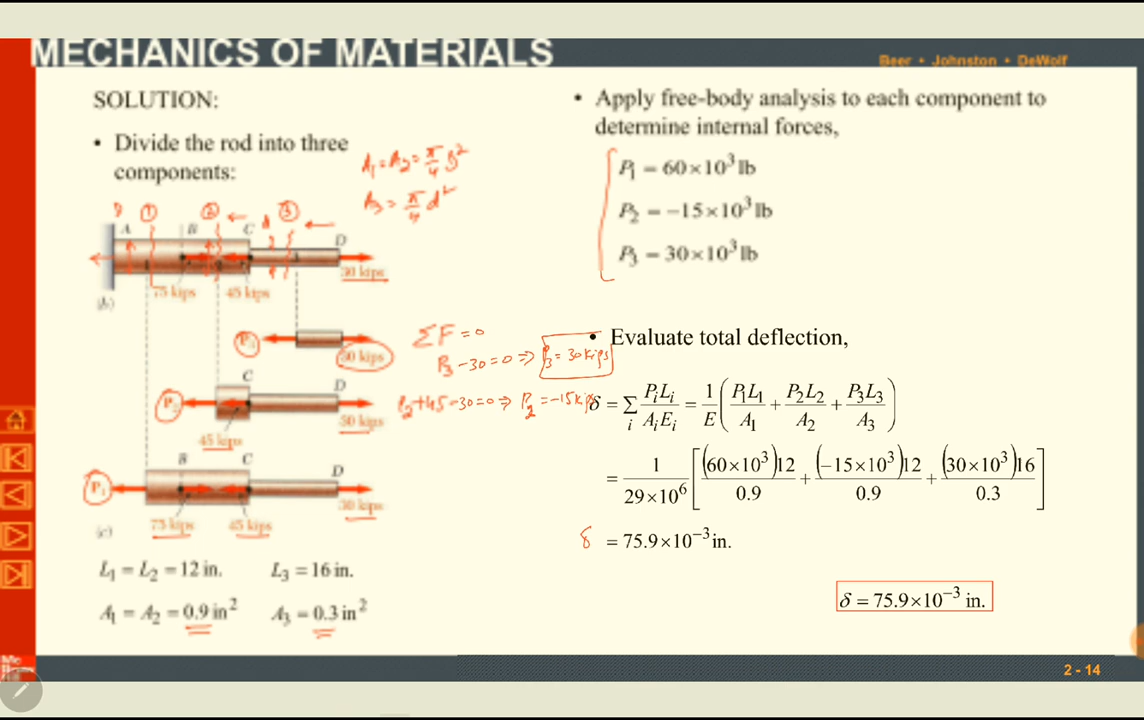 MECHANICS OF MATERIALS
Beer • Johnston • DeWolf
SOLUTION:
• Divide the rod into three
components:
A₁=A₂=π/4 D²
A₃=π/4 d²
D ① ② ③ d
A B C D
75 kips 45 kips 30 kips
(b)
P₃ 30 kips
C D
P₂ 45 kips 30 kips
B C D
P₁ 75 kips 45 kips 30 kips
(c)
ΣF=0
P₃-30=0 ⇒ P₃=30 kips
P₂+45-30=0 ⇒ P₂=-15 kips
L₁ = L₂ = 12 in. L₃ = 16 in.
A₁ = A₂ = 0.9 in² A₃ = 0.3 in²
• Apply free-body analysis to each component to
determine internal forces,
P₁ = 60×10³ lb
P₂ = −15×10³ lb
P₃ = 30×10³ lb
• Evaluate total deflection,
δ = Σᵢ PᵢLᵢ/AᵢEᵢ = 1/E (P₁L₁/A₁ + P₂L₂/A₂ + P₃L₃/A₃)
= 1/29×10⁶ [(60×10³)12/0.9 + (−15×10³)12/0.9 + (30×10³)16/0.3]
δ = 75.9×10⁻³ in.
δ = 75.9×10⁻³ in.
2 - 14